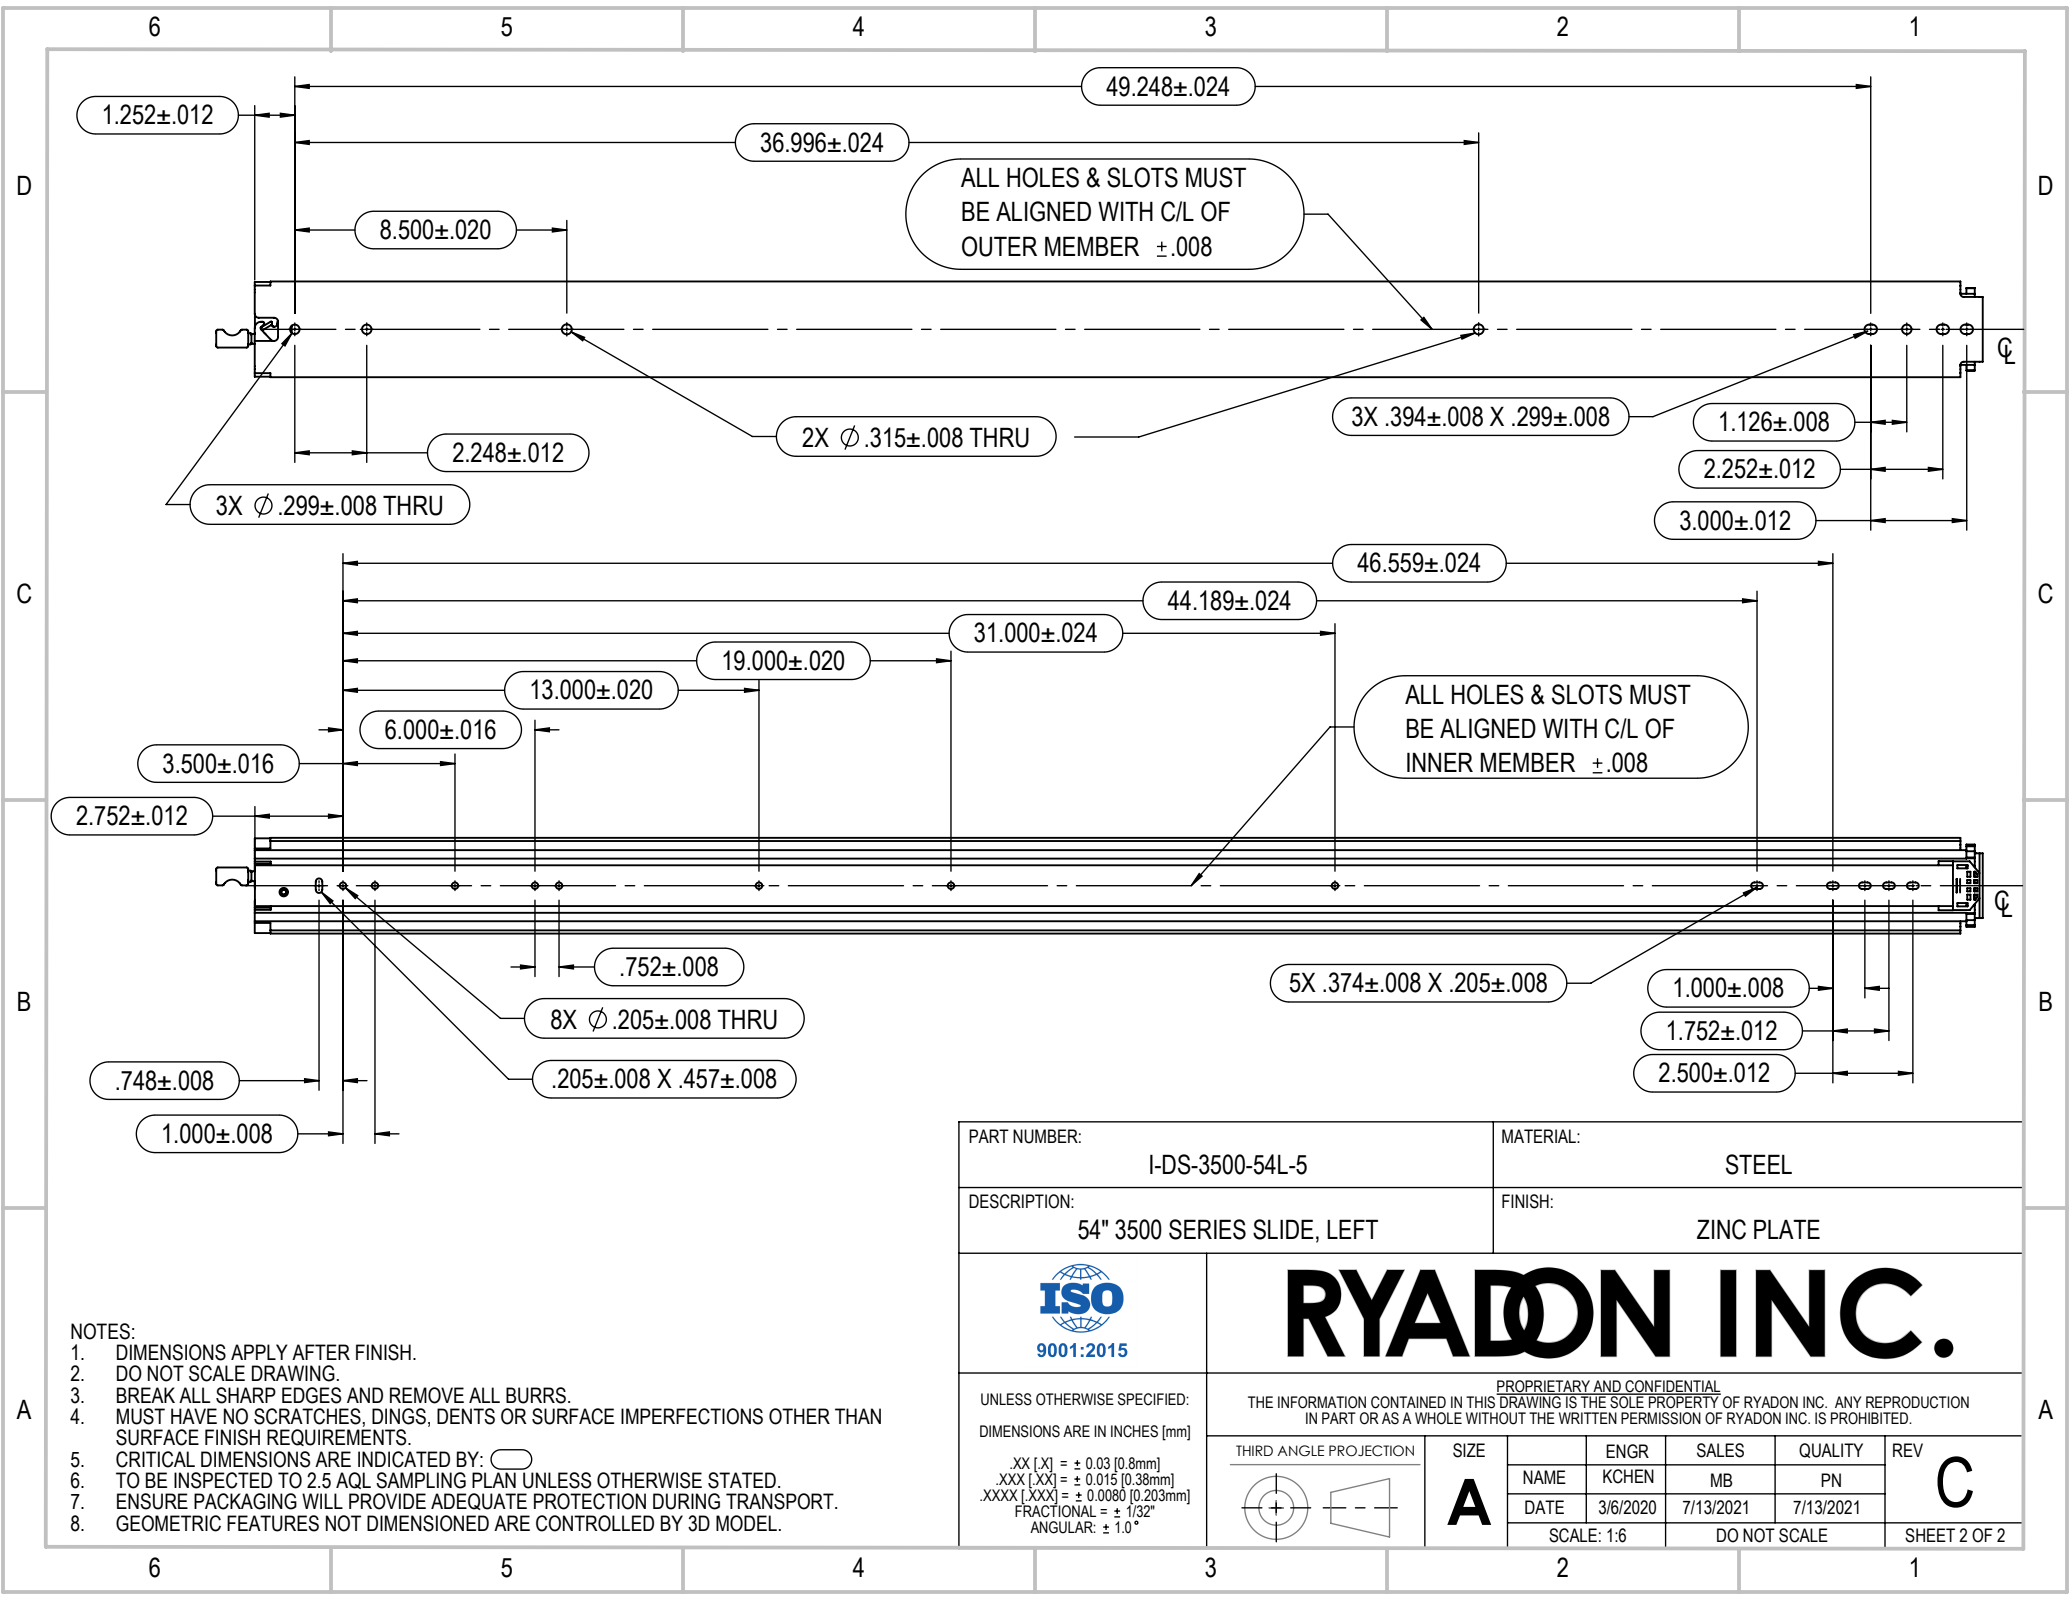 6 5 4 3 2 1
49.248±.024
1.252±.012
36.996±.024
D D
ALL HOLES & SLOTS MUST
BE ALIGNED WITH C/L OF
OUTER MEMBER ±.008
8.500±.020
℄
3X .394±.008 X .299±.008
1.126±.008
2X ∅ .315±.008 THRU
2.248±.012
2.252±.012
3X ∅ .299±.008 THRU
3.000±.012
46.559±.024
C C
44.189±.024
31.000±.024
19.000±.020
13.000±.020
ALL HOLES & SLOTS MUST
BE ALIGNED WITH C/L OF
INNER MEMBER ±.008
6.000±.016
3.500±.016
2.752±.012
℄
.752±.008
5X .374±.008 X .205±.008
1.000±.008
B B
8X ∅ .205±.008 THRU
1.752±.012
.748±.008
.205±.008 X .457±.008
2.500±.012
1.000±.008
PART NUMBER:
I-DS-3500-54L-5
MATERIAL:
STEEL
DESCRIPTION:
54" 3500 SERIES SLIDE, LEFT
FINISH:
ZINC PLATE
ISO
9001:2015
RYADON INC.
NOTES:
1. DIMENSIONS APPLY AFTER FINISH.
2. DO NOT SCALE DRAWING.
3. BREAK ALL SHARP EDGES AND REMOVE ALL BURRS.
4. MUST HAVE NO SCRATCHES, DINGS, DENTS OR SURFACE IMPERFECTIONS OTHER THAN
SURFACE FINISH REQUIREMENTS.
5. CRITICAL DIMENSIONS ARE INDICATED BY:
6. TO BE INSPECTED TO 2.5 AQL SAMPLING PLAN UNLESS OTHERWISE STATED.
7. ENSURE PACKAGING WILL PROVIDE ADEQUATE PROTECTION DURING TRANSPORT.
8. GEOMETRIC FEATURES NOT DIMENSIONED ARE CONTROLLED BY 3D MODEL.
A A
UNLESS OTHERWISE SPECIFIED:
DIMENSIONS ARE IN INCHES [mm]
.XX [.X] = ± 0.03 [0.8mm]
.XXX [.XX] = ± 0.015 [0.38mm]
.XXXX [.XXX] = ± 0.0080 [0.203mm]
FRACTIONAL = ± 1/32"
ANGULAR: ± 1.0°
PROPRIETARY AND CONFIDENTIAL
THE INFORMATION CONTAINED IN THIS DRAWING IS THE SOLE PROPERTY OF RYADON INC. ANY REPRODUCTION
IN PART OR AS A WHOLE WITHOUT THE WRITTEN PERMISSION OF RYADON INC. IS PROHIBITED.
THIRD ANGLE PROJECTION
SIZE
A
ENGR SALES QUALITY
NAME KCHEN MB PN
DATE 3/6/2020 7/13/2021 7/13/2021
SCALE: 1:6 DO NOT SCALE
REV
C
SHEET 2 OF 2
6 5 4 3 2 1